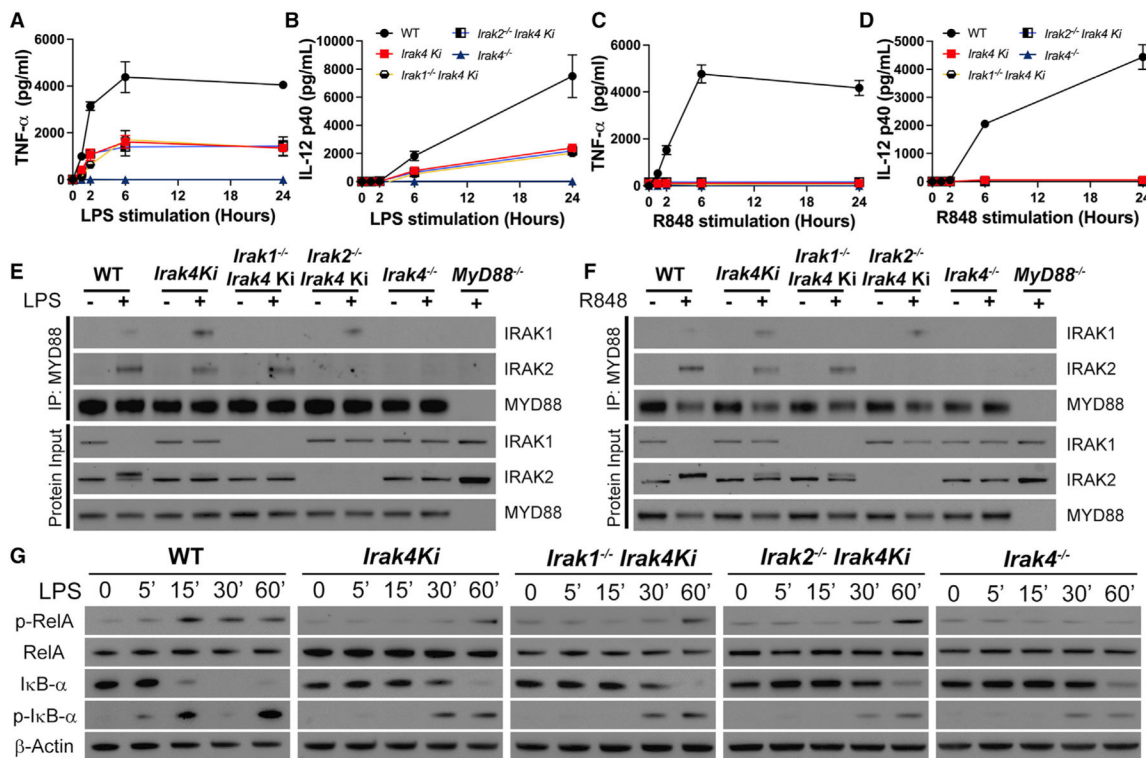 A
TNF-α (pg/ml)
6000
4000
2000
0
0 2 6 12 18 24
LPS stimulation (Hours)
B
IL-12 p40 (pg/mL)
10000
8000
6000
4000
2000
0
0 2 6 12 18 24
LPS stimulation (Hours)
WT
Irak4 Ki
Irak1-/- Irak4 Ki
Irak2-/- Irak4 Ki
Irak4-/-
C
TNF-α (pg/ml)
6000
4000
2000
0
0 2 6 12 18 24
R848 stimulation (Hours)
D
IL-12 p40 (pg/mL)
5000
4000
3000
2000
1000
0
0 2 6 12 18 24
R848 stimulation (Hours)
WT
Irak4 Ki
Irak1-/- Irak4 Ki
Irak2-/- Irak4 Ki
Irak4-/-
E
WT Irak4Ki Irak1-/- Irak4 Ki Irak2-/- Irak4 Ki Irak4-/- MyD88-/-
LPS - + - + - + - + - + +
IP: MYD88
IRAK1
IRAK2
MYD88
Protein Input
IRAK1
IRAK2
MYD88
F
WT Irak4Ki Irak1-/- Irak4 Ki Irak2-/- Irak4 Ki Irak4-/- MyD88-/-
R848 - + - + - + - + - + +
IP: MYD88
IRAK1
IRAK2
MYD88
Protein Input
IRAK1
IRAK2
MYD88
G
WT Irak4Ki Irak1-/- Irak4Ki Irak2-/- Irak4Ki Irak4-/-
LPS 0 5' 15' 30' 60' 0 5' 15' 30' 60' 0 5' 15' 30' 60' 0 5' 15' 30' 60' 0 5' 15' 30' 60'
p-RelA
RelA
IκB-α
p-IκB-α
β-Actin